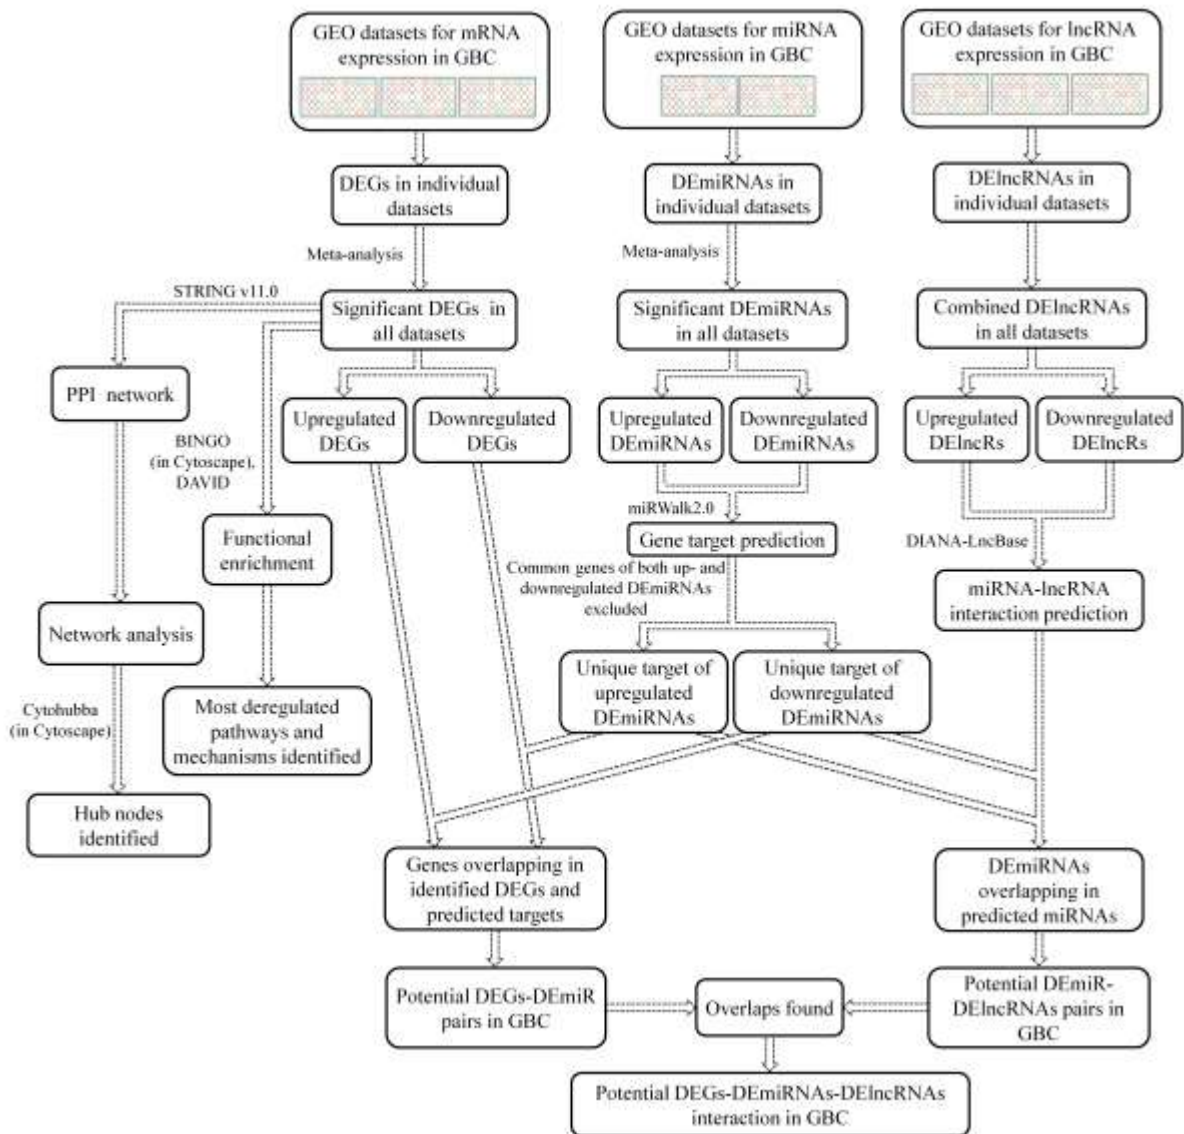 GEO datasets for mRNA
expression in GBC
GEO datasets for miRNA
expression in GBC
GEO datasets for lncRNA
expression in GBC
DEGs in individual
datasets
DEmiRNAs in
individual datasets
DElncRNAs in
individual datasets
Meta-analysis
Meta-analysis
STRING v11.0
Significant DEGs in
all datasets
Significant DEmiRNAs
in all datasets
Combined DElncRNAs
in all datasets
PPI network
Upregulated
DEGs
Downregulated
DEGs
Upregulated
DEmiRNAs
Downregulated
DEmiRNAs
Upregulated
DElncRs
Downregulated
DElncRs
BINGO
(in Cytoscape),
DAVID
miRWalk2.0
Functional
enrichment
Gene target prediction
DIANA-LncBase
Common genes of both up- and
downregulated DEmiRNAs
excluded
miRNA-lncRNA
interaction prediction
Network analysis
Unique target of
upregulated
DEmiRNAs
Unique target of
downregulated
DEmiRNAs
Cytohubba
(in Cytoscape)
Most deregulated
pathways and
mechanisms identified
Hub nodes
identified
Genes overlapping in
identified DEGs and
predicted targets
DEmiRNAs
overlapping in
predicted miRNAs
Potential DEGs-DEmiR
pairs in GBC
Overlaps found
Potential DEmiR-
DElncRNAs pairs in
GBC
Potential DEGs-DEmiRNAs-DElncRNAs
interaction in GBC